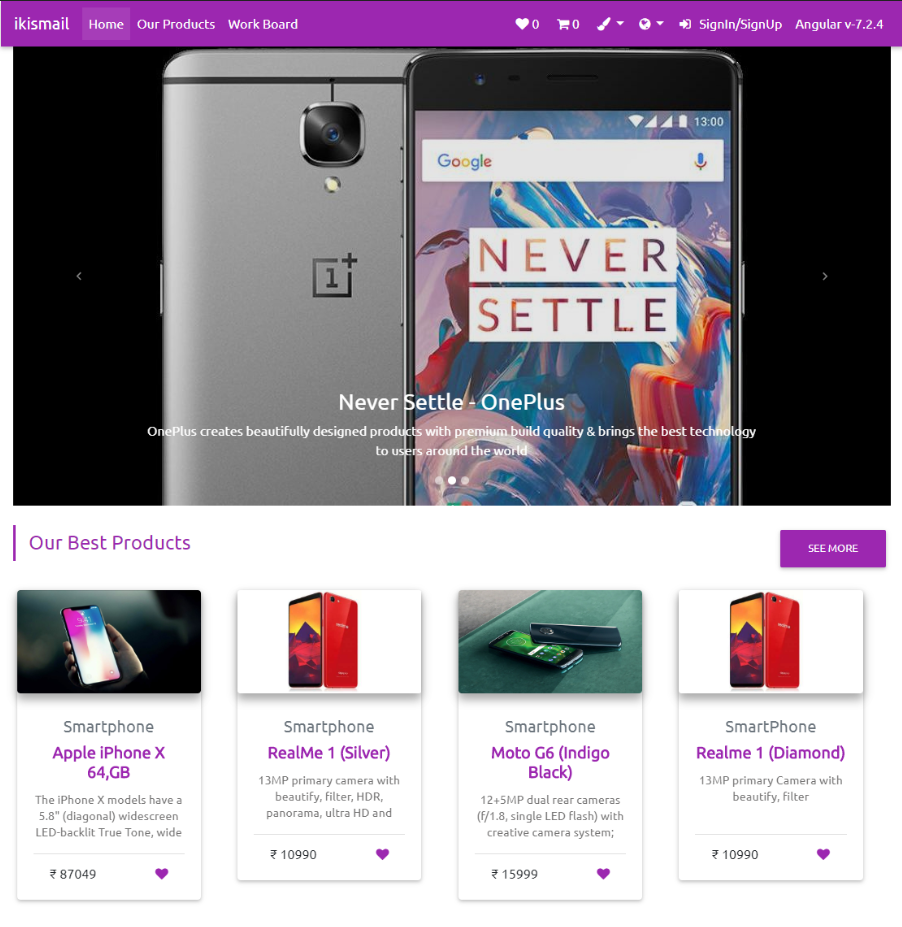 ikismail Home Our Products Work Board 0 0 SignIn/SignUp Angular v-7.2.4
13:00
Google
1+
NEVER
SETTLE
Never Settle - OnePlus
OnePlus creates beautifully designed products with premium build quality & brings the best technology
to users around the world
Our Best Products
SEE MORE
Smartphone
Apple iPhone X
64,GB
The iPhone X models have a
5.8" (diagonal) widescreen
LED-backlit True Tone, wide
₹ 87049
Smartphone
RealMe 1 (Silver)
13MP primary camera with
beautify, filter, HDR,
panorama, ultra HD and
₹ 10990
Smartphone
Moto G6 (Indigo
Black)
12+5MP dual rear cameras
(f/1.8, single LED flash) with
creative camera system;
₹ 15999
SmartPhone
Realme 1 (Diamond)
13MP primary Camera with
beautify, filter
₹ 10990